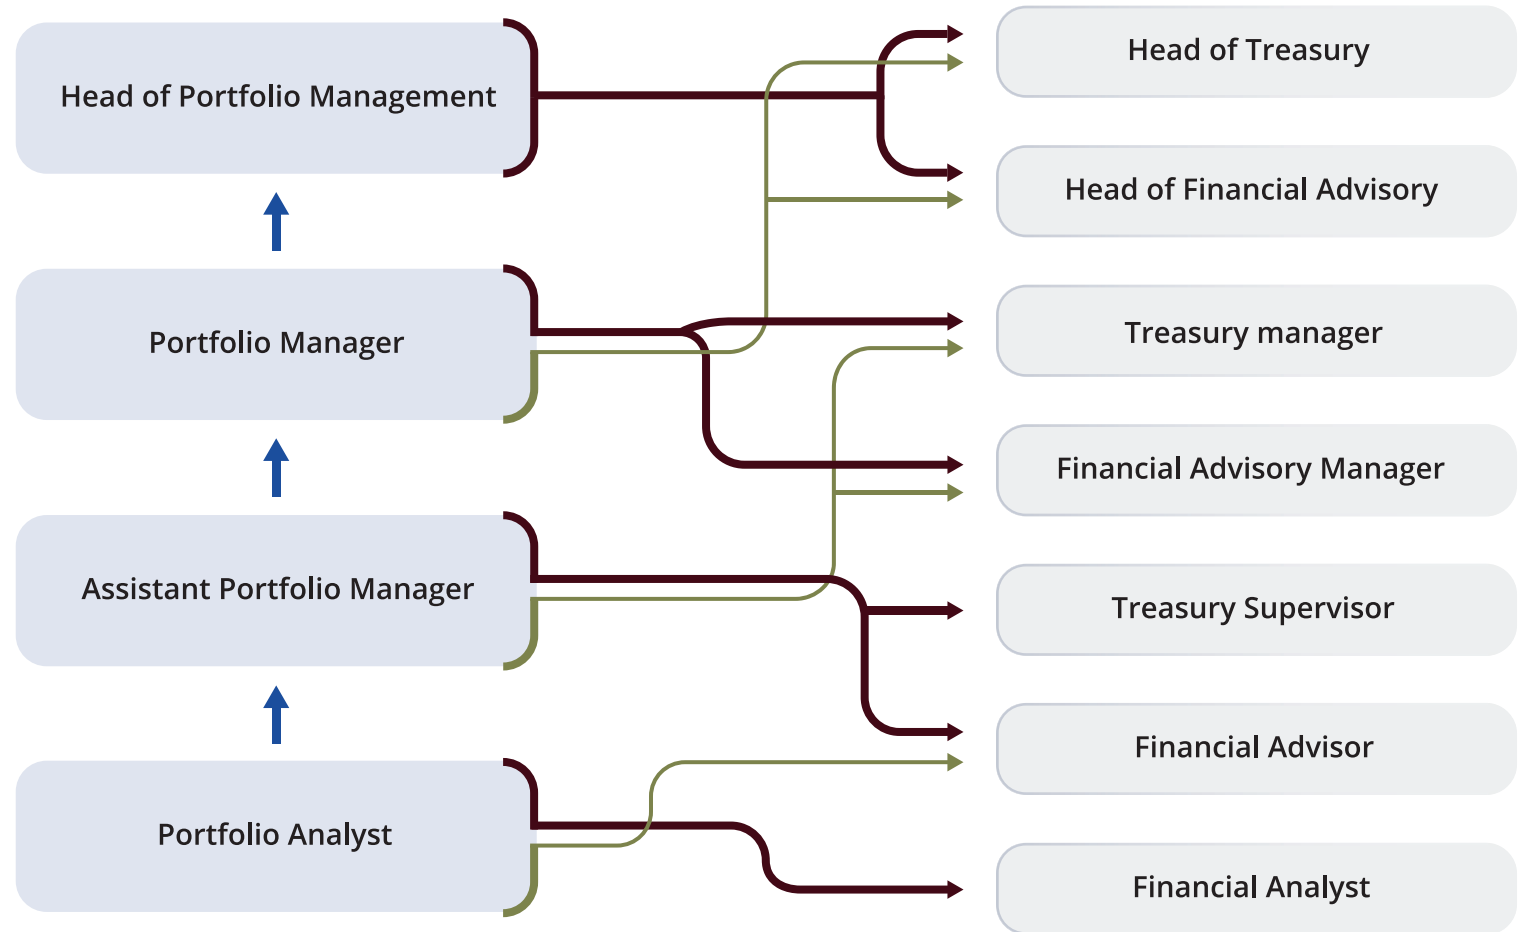 Head of Portfolio Management
Portfolio Manager
Assistant Portfolio Manager
Portfolio Analyst
Head of Treasury
Head of Financial Advisory
Treasury manager
Financial Advisory Manager
Treasury Supervisor
Financial Advisor
Financial Analyst